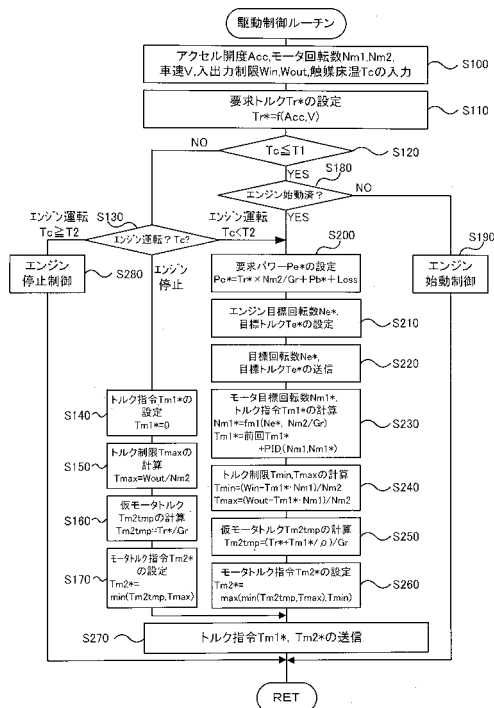 駆動制御ルーチン
アクセル開度Acc,モータ回転数Nm1,Nm2,
車速V,入出力制限Win,Wout,触媒床温Tcの入力
S100
要求トルクTr*の設定
Tr*=f(Acc,V)
S110
NO
Tc≦T1
S120
YES
S180
エンジン始動済?
NO
YES
S190
エンジン
始動制御
エンジン運転
Tc≧T2
S130
エンジン運転?Tc?
エンジン運転
Tc<T2
エンジン
停止制御
S280
エンジン
停止
S200
要求パワーPe*の設定
Pe*=Tr*×Nm2/Gr+Pb*+Loss
エンジン目標回転数Ne*,
目標トルクTe*の設定
S210
目標回転数Ne*,
目標トルクTe*の送信
S220
モータ目標回転数Nm1*,
トルク指令Tm1*の計算
Nm1*=fm1(Ne*, Nm2/Gr)
Tm1*=前回Tm1*
+PID(Nm1,Nm1*)
S230
トルク制限Tmin,Tmaxの計算
Tmin=(Win-Tm1*・Nm1)/Nm2
Tmax=(Wout-Tm1*・Nm1)/Nm2
S240
仮モータトルクTm2tmpの計算
Tm2tmp=(Tr*+Tm1*/ρ)/Gr
S250
モータトルク指令Tm2*の設定
Tm2*=
max(min(Tm2tmp,Tmax),Tmin)
S260
S140
トルク指令Tm1*の
設定
Tm1*=0
S150
トルク制限Tmaxの
計算
Tmax=Wout/Nm2
S160
仮モータトルク
Tm2tmpの計算
Tm2tmp=Tr*/Gr
S170
モータトルク指令Tm2*
の設定
Tm2*=
min(Tm2tmp,Tmax)
S270
トルク指令Tm1*, Tm2*の送信
RET